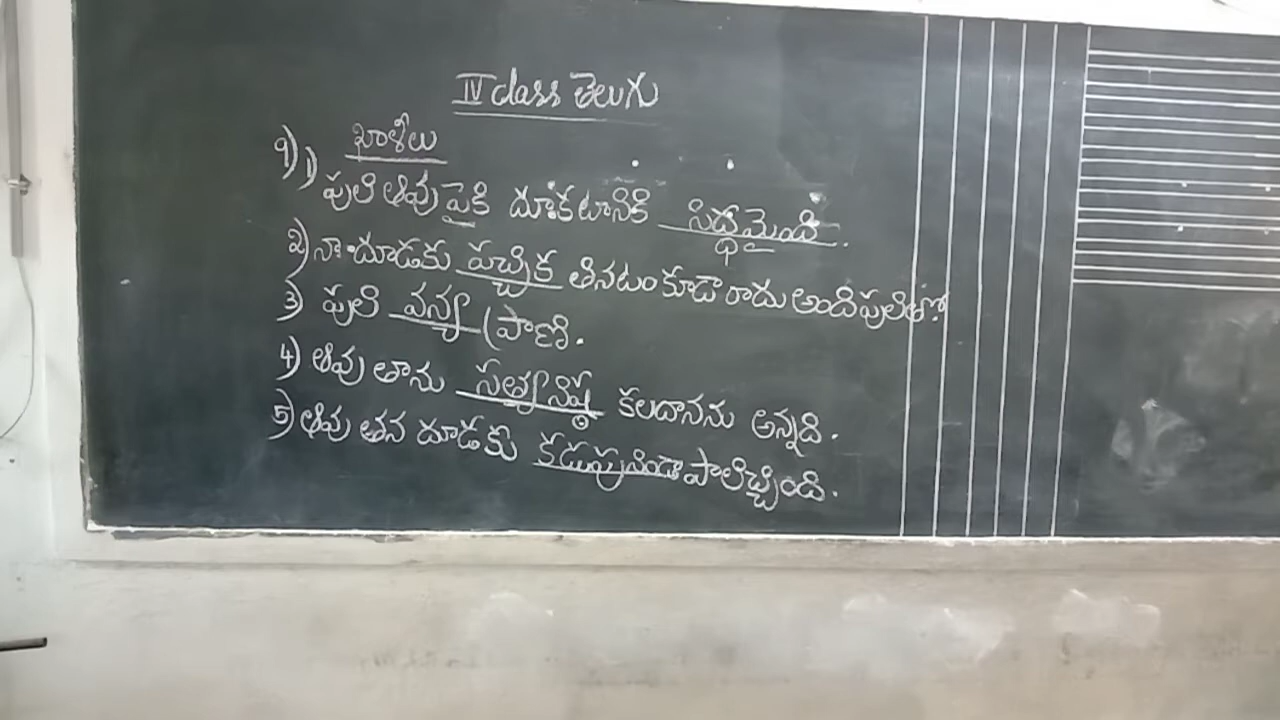 IV class తెలుగు
ఖాళీలు
9) 1) పులి ఆవుపైకి దూకటానికి సిద్ధమైంది.
2) నా దూడకు పచ్చిక తినటం కూడా రాదు అంది పులితో
3) పులి వన్య ప్రాణి.
4) ఆవు తాను సత్యనిష్ఠ కలదానను అన్నది.
5) ఆవు తన దూడకు కడుపునిండా పాలిచ్చింది.